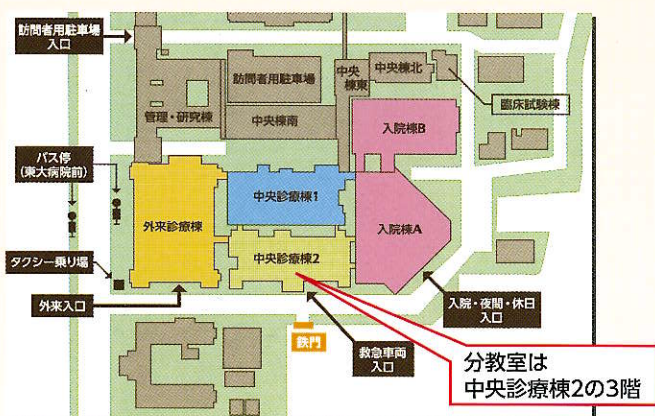 訪問者用駐車場
入口
訪問者用駐車場
中央
棟東
中央棟北
臨床試験棟
管理・研究棟
中央棟南
入院棟B
バス停
(東大病院前)
外来診療棟
中央診療棟1
入院棟A
中央診療棟2
タクシー乗り場
外来入口
入院・夜間・休日
入口
鉄門
救急車両
入口
分教室は
中央診療棟2の3階